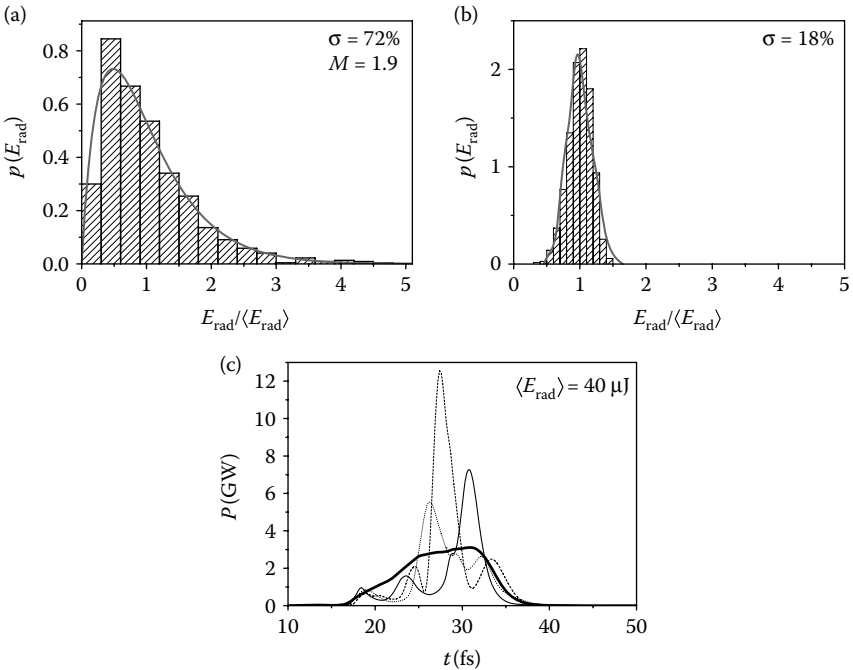 (a)
σ = 72%
M = 1.9
p(E_rad)
0.8
0.6
0.4
0.2
0.0
0 1 2 3 4 5
E_rad/⟨E_rad⟩
(b)
σ = 18%
p(E_rad)
2
1
0
0 1 2 3 4 5
E_rad/⟨E_rad⟩
(c)
⟨E_rad⟩ = 40 µJ
P(GW)
12
10
8
6
4
2
0
10 20 30 40 50
t(fs)